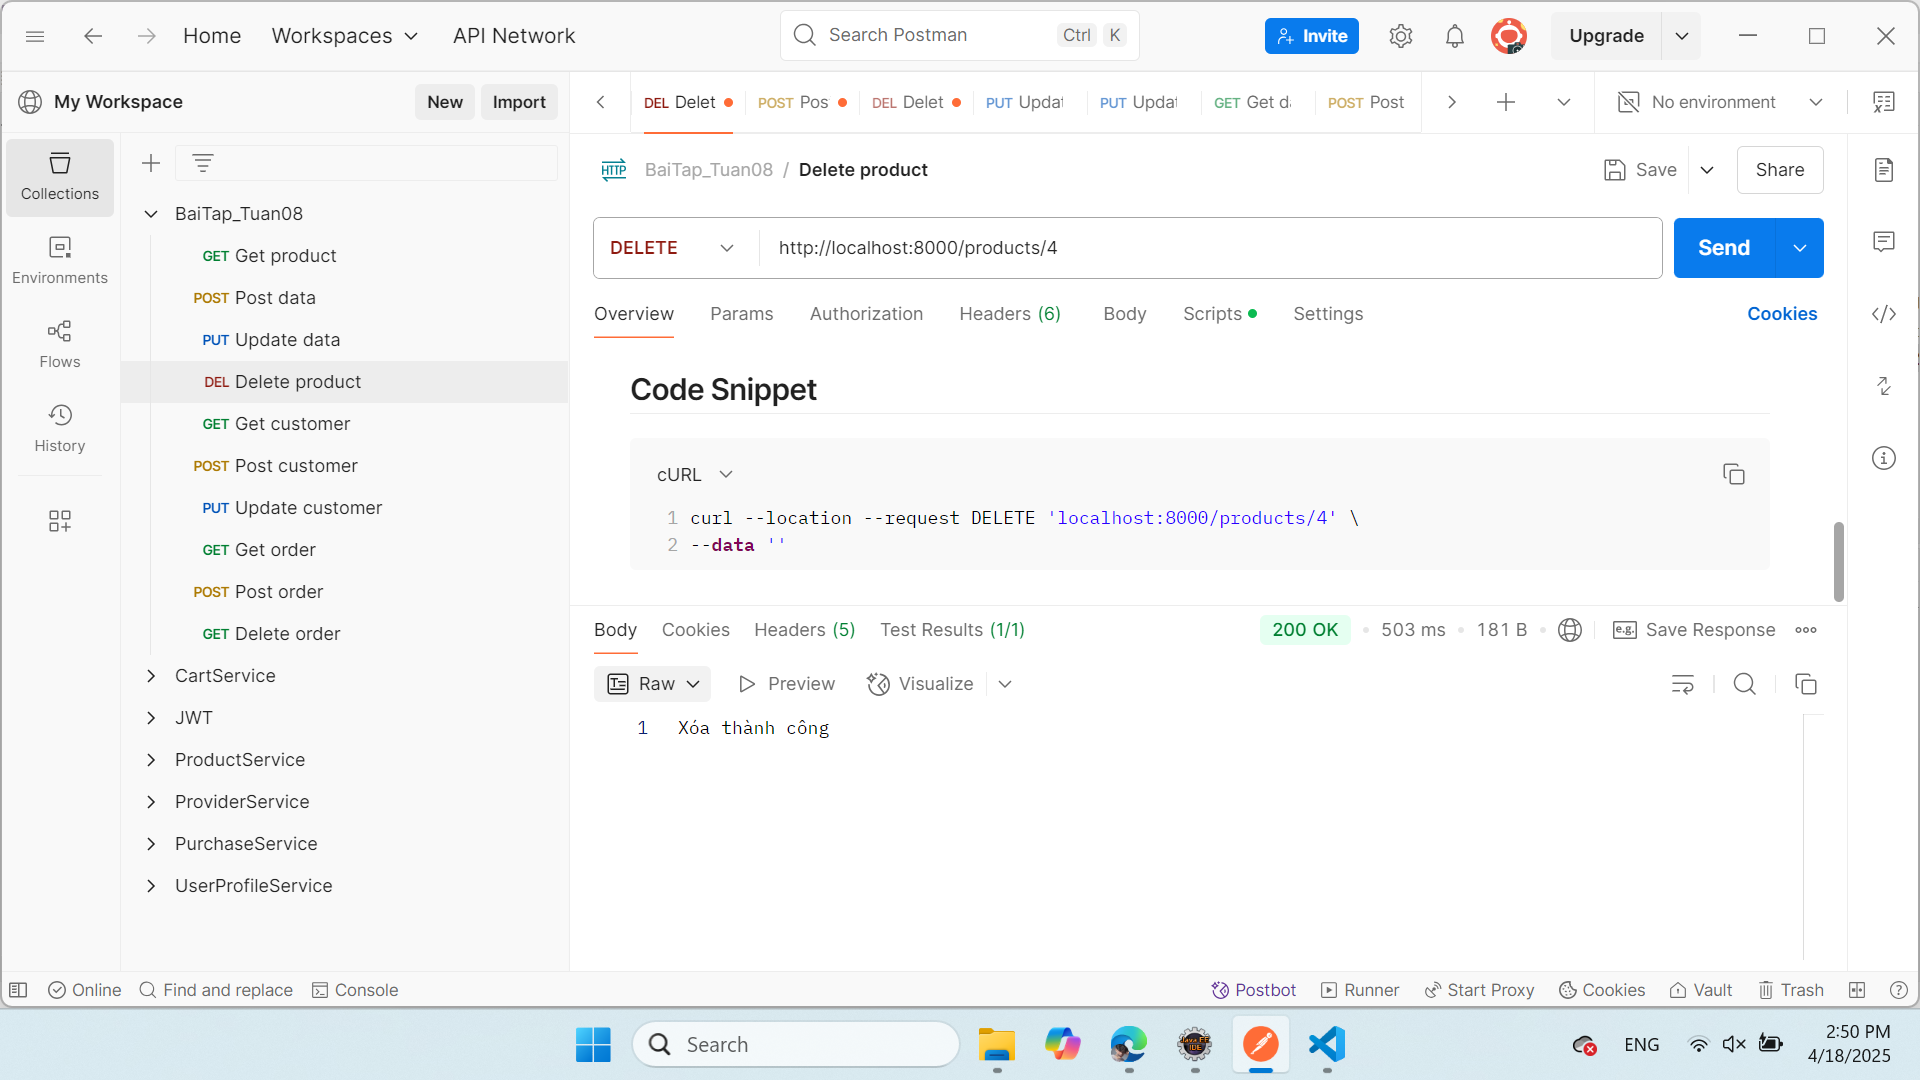 Home
Workspaces
API Network
Search Postman
Ctrl
K
Invite
Upgrade
My Workspace
New
Import
DEL Delet
POST Pos
DEL Delet
PUT Updat
PUT Updat
GET Get d
POST Post
No environment
Collections
Environments
Flows
History
BaiTap_Tuan08
GET Get product
POST Post data
PUT Update data
DEL Delete product
GET Get customer
POST Post customer
PUT Update customer
GET Get order
POST Post order
GET Delete order
CartService
JWT
ProductService
ProviderService
PurchaseService
UserProfileService
HTTP
BaiTap_Tuan08 / Delete product
Save
Share
DELETE
http://localhost:8000/products/4
Send
Overview
Params
Authorization
Headers (6)
Body
Scripts
Settings
Cookies
Code Snippet
cURL
1 curl --location --request DELETE 'localhost:8000/products/4' \
2 --data ''
Body
Cookies
Headers (5)
Test Results (1/1)
200 OK
503 ms
181 B
e.g.
Save Response
Raw
Preview
Visualize
1 Xóa thành công
Online
Find and replace
Console
Postbot
Runner
Start Proxy
Cookies
Vault
Trash
Search
Java EE
IDE
ENG
2:50 PM
4/18/2025